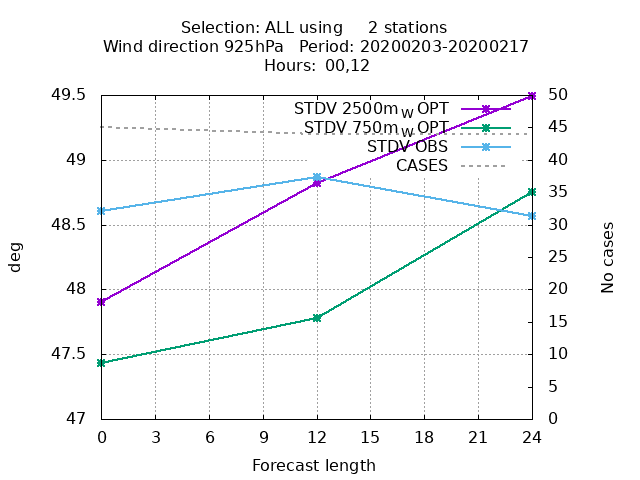 Selection: ALL using 2 stations
Wind direction 925hPa Period: 20200203-20200217
Hours: 00,12
STDV 2500m W OPT
STDV 750m W OPT
STDV OBS
CASES
49.5
49
48.5
48
47.5
47
deg
50
45
40
35
30
25
20
15
10
5
0
No cases
0 3 6 9 12 15 18 21 24
Forecast length